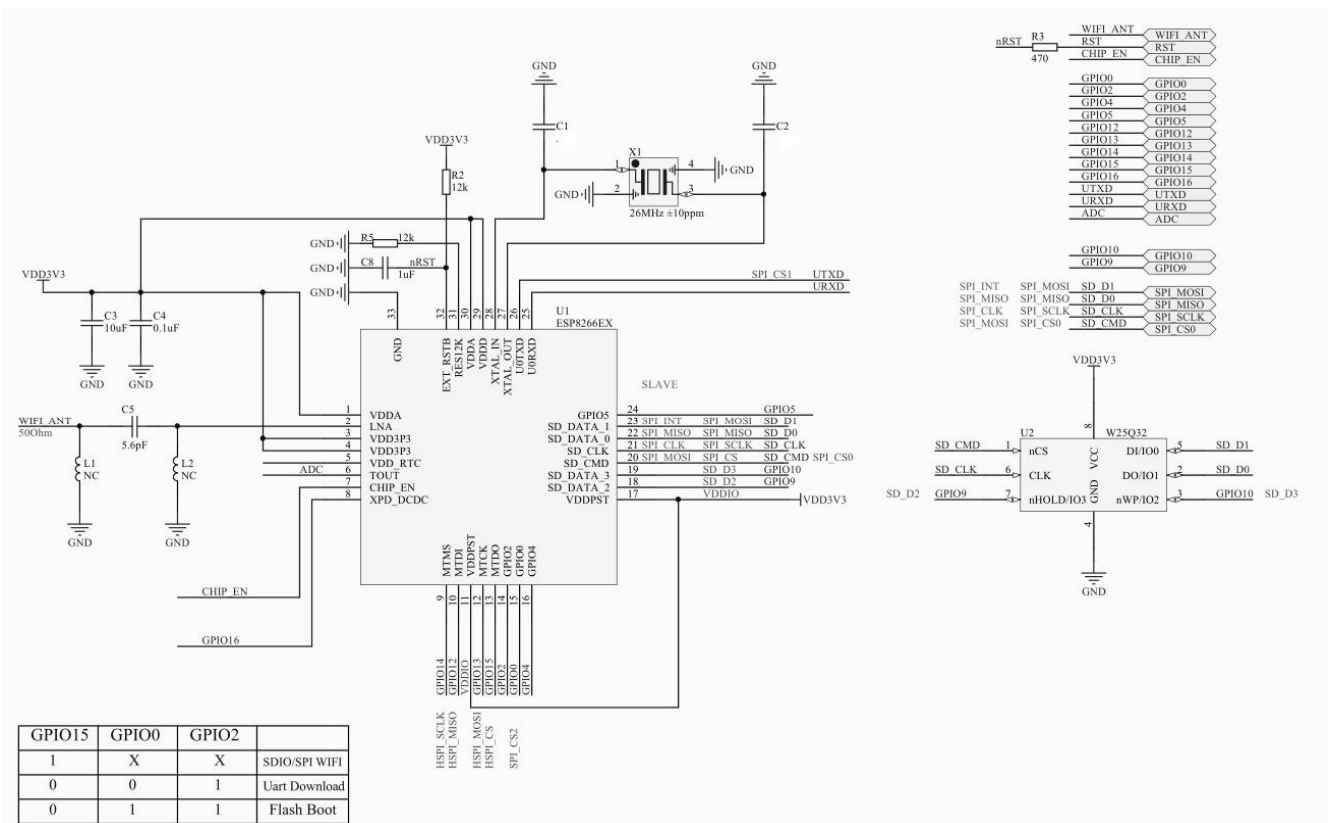 WIFI_ANT WIFI_ANT
nRST R3 RST RST
470 CHIP_EN CHIP_EN
GPIO0 GPIO0
GPIO2 GPIO2
GPIO4 GPIO4
GPIO5 GPIO5
GPIO12 GPIO12
GPIO13 GPIO13
GPIO14 GPIO14
GPIO15 GPIO15
GPIO16 GPIO16
UTXD UTXD
URXD URXD
ADC ADC
GPIO10 GPIO10
GPIO9 GPIO9
SPI_INT SPI_MOSI SD_D1 SPI_MOSI
SPI_MISO SPI_MISO SD_D0 SPI_MISO
SPI_CLK SPI_SCLK SD_CLK SPI_SCLK
SPI_MOSI SPI_CS0 SD_CMD SPI_CS0
GND GND
C1 C2
VDD3V3
R2
12k
X1
1 4 GND
GND 2 3
26MHz ±10ppm
GND R5 12k
GND C8 nRST
1uF
GND
VDD3V3
C3
10uF
C4
0.1uF
GND GND
SPI_CS1 UTXD
URXD
33 32 31 30 29 28 27 26 25
U1
ESP8266EX
GND EXT_RSTB RES12K VDDA VDDD XTAL_IN XTAL_OUT U0TXD U0RXD
SLAVE
WIFI_ANT
50Ohm
C5
5.6pF
L1
NC
L2
NC
GND GND
1 VDDA
2 LNA
3 VDD3P3
4 VDD3P3
5 VDD_RTC
ADC 6 TOUT
7 CHIP_EN
8 XPD_DCDC
GPIO5 24 GPIO5
SD_DATA_1 23 SPI_INT SPI_MOSI SD_D1
SD_DATA_0 22 SPI_MISO SPI_MISO SD_D0
SD_CLK 21 SPI_CLK SPI_SCLK SD_CLK
SD_CMD 20 SPI_MOSI SPI_CS SD_CMD SPI_CS0
SD_DATA_3 19 SD_D3 GPIO10
SD_DATA_2 18 SD_D2 GPIO9
VDDPST 17 VDDIO VDD3V3
MTMS MTDI VDDPST MTCK MTDO GPIO2 GPIO0 GPIO4
9 10 11 12 13 14 15 16
CHIP_EN
GPIO16
GPIO14 GPIO12 VDDIO GPIO13 GPIO15 GPIO2 GPIO0 GPIO4
HSPI_SCLK HSPI_MISO HSPI_MOSI HSPI_CS SPI_CS2
VDD3V3
8
U2 W25Q32
SD_CMD 1 nCS VCC DI/IO0 5 SD_D1
SD_CLK 6 CLK DO/IO1 2 SD_D0
SD_D2 GPIO9 7 nHOLD/IO3 GND nWP/IO2 3 GPIO10 SD_D3
4
GND
GPIO15 GPIO0 GPIO2
1 X X SDIO/SPI WIFI
0 0 1 Uart Download
0 1 1 Flash Boot